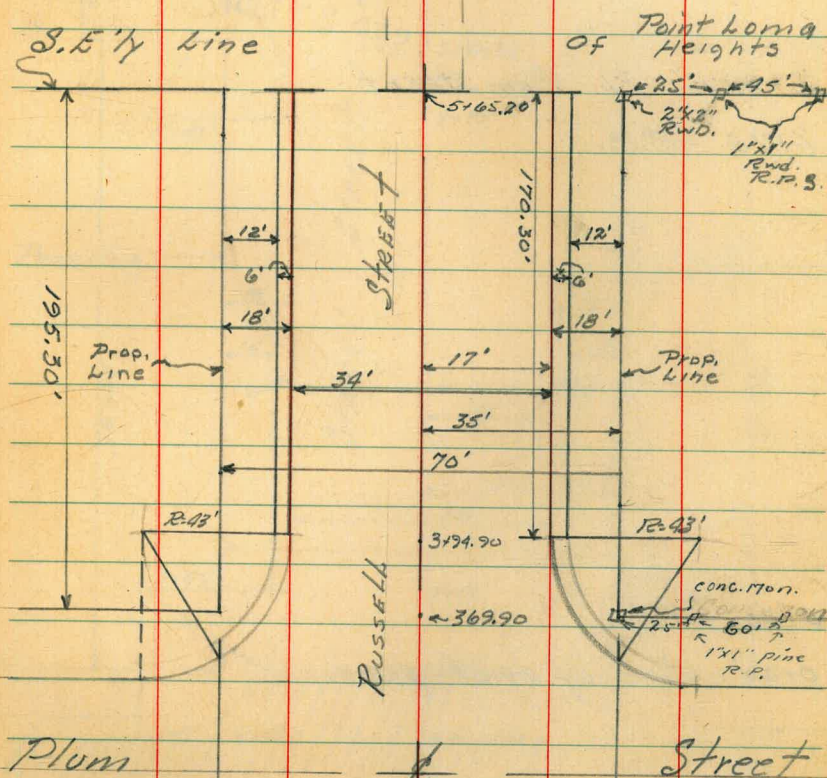 S.E'ly Line Of Point Loma Heights
25' 45'
5+65.20
2"x2" Rwd.
1"x1" Rwd. R.P.S.
170.30'
STREET
12' 12'
6' 6'
18' 18'
195.30'
Prop. Line
17'
Prop. Line
34'
35'
70'
R=43' R=43'
3+94.90
RUSSELL
conc. Mon.
369.90
25' 60'
1"x1" pine R.P.
Plum ₵ Street